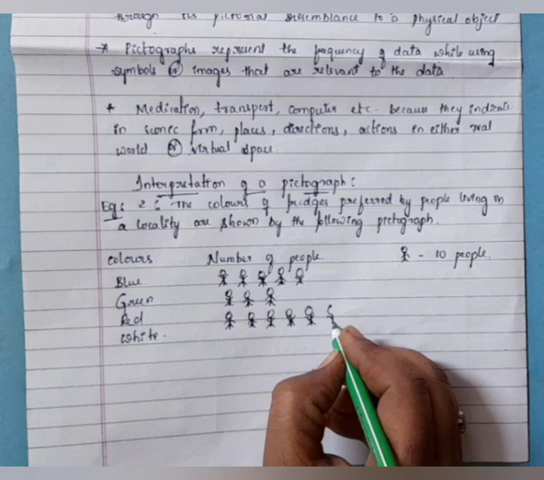 through its pictorial resemblance to a physical object
* Pictographs represent the frequency of data while using
symbols or images that are relevant to the data.
* Medication, transport, computer etc. because they indicate
in iconic form, places, directions, actions in either real
world or virtual space.
Interpretation of a pictograph:
Eg: 2: The colours of fridges preferred by people living in
a locality are shown by the following pictograph.
Colours Number of people - 10 people.
Blue
Green
Red
White.